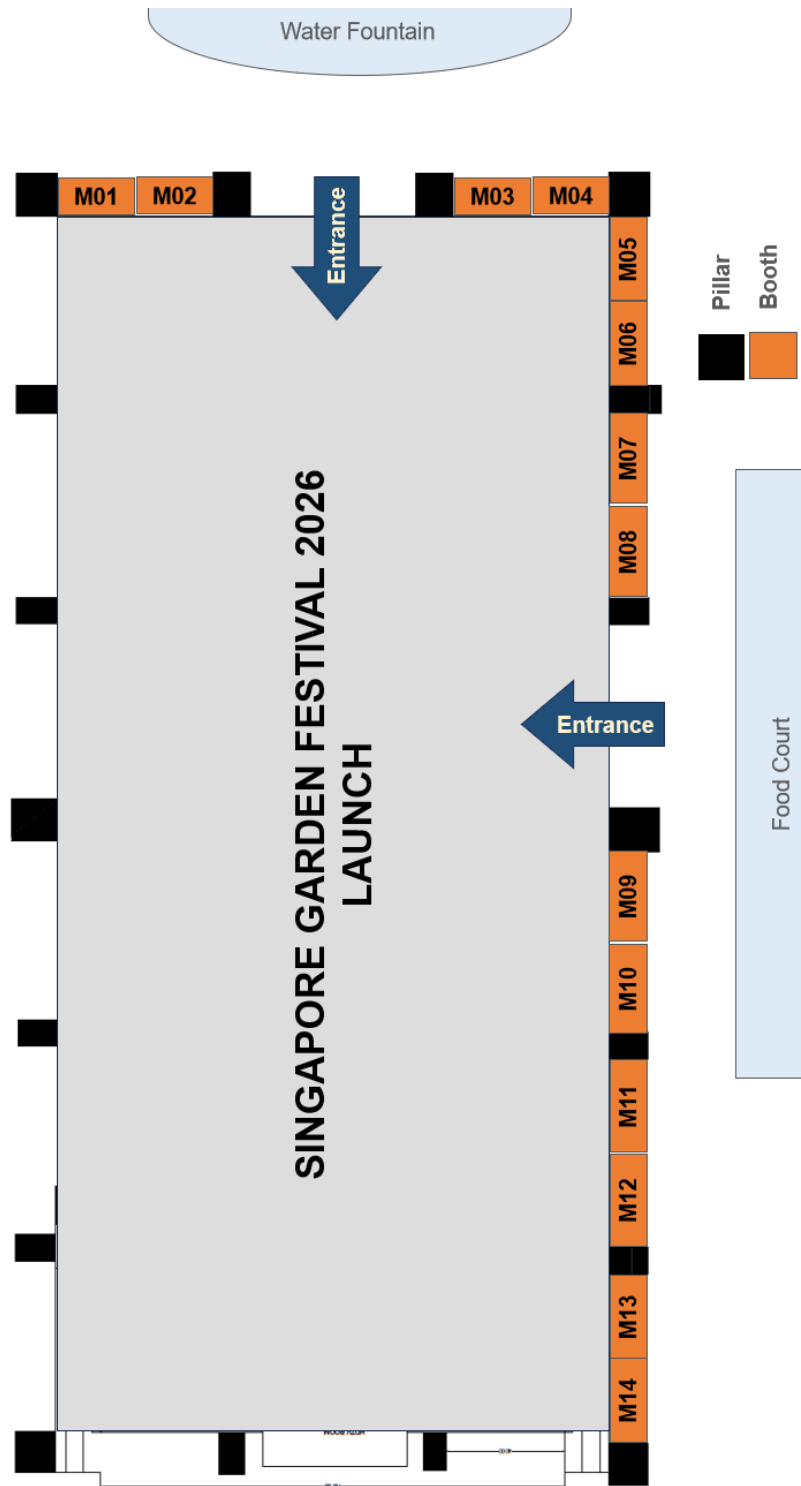 Water Fountain
M01
M02
M03
M04
Entrance
M05
M06
Pillar
Booth
M07
M08
SINGAPORE GARDEN FESTIVAL 2026
LAUNCH
Entrance
Food Court
M09
M10
M11
M12
M13
M14